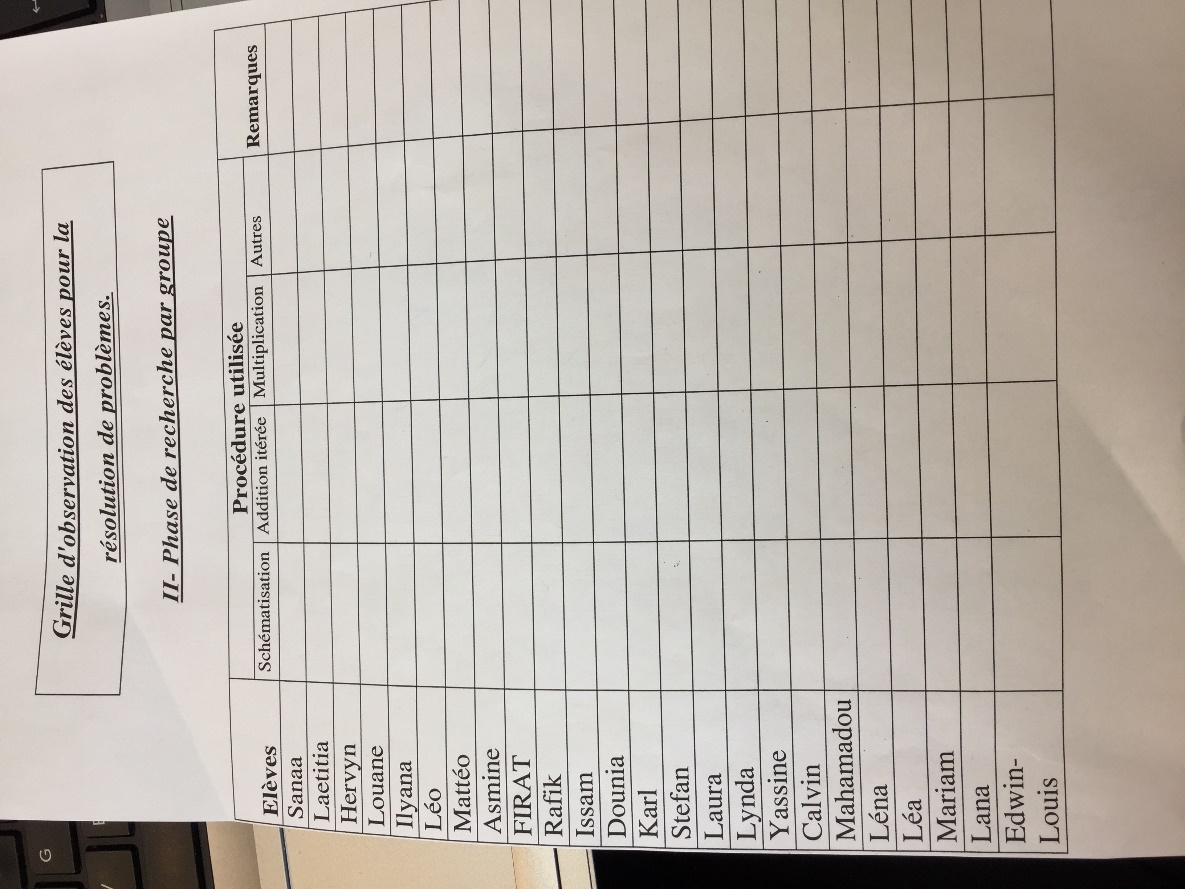 Grille d'observation des élèves pour la
résolution de problèmes.
II- Phase de recherche par groupe
Elèves Procédure utilisée Remarques
Schématisation Addition itérée Multiplication Autres
Sanaa
Laetitia
Hervyn
Louane
Ilyana
Léo
Mattéo
Asmine
FIRAT
Rafik
Issam
Dounia
Karl
Stefan
Laura
Lynda
Yassine
Calvin
Mahamadou
Léna
Léa
Mariam
Lana
Edwin-
Louis
G